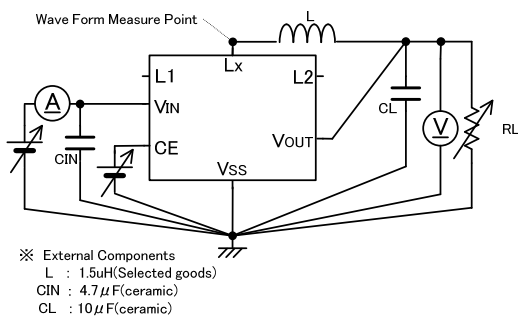 Wave Form Measure Point
L
Lx
L1
L2
A
VIN
CL
V
RL
CIN
CE
VOUT
VSS
※ External Components
L : 1.5uH(Selected goods)
CIN : 4.7μF(ceramic)
CL : 10μF(ceramic)